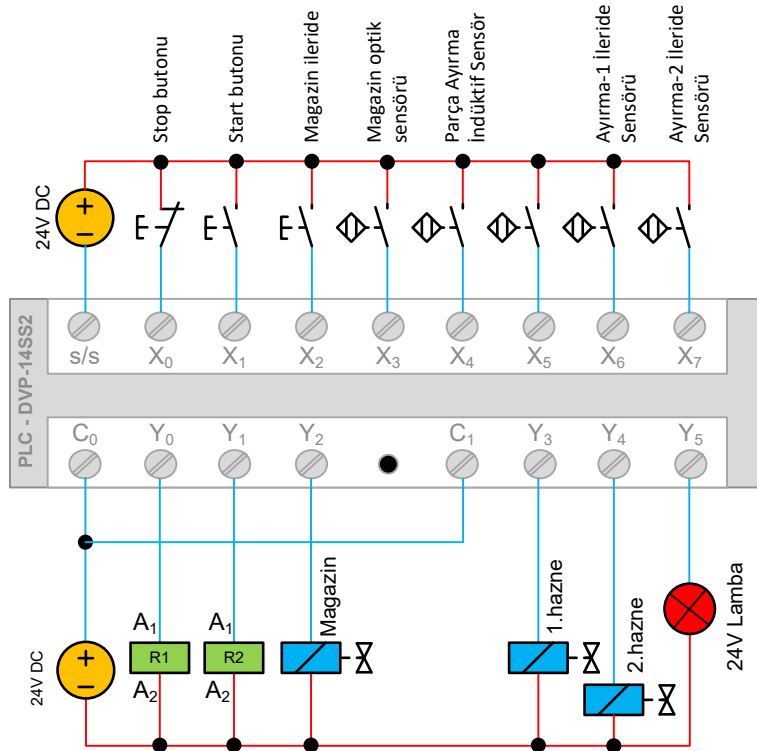 Stop butonu
Start butonu
Magazin ileride
Magazin optik
sensörü
Parça Ayırma
İndüktif Sensör
Ayırma-1 İleride
Sensörü
Ayırma-2 İleride
Sensörü
24V DC
+
−
PLC - DVP-14SS2
s/s X₀ X₁ X₂ X₃ X₄ X₅ X₆ X₇
C₀ Y₀ Y₁ Y₂ C₁ Y₃ Y₄ Y₅
24V DC
+
−
A₁
R1
A₂
A₁
R2
A₂
Magazin
1.hazne
2.hazne
24V Lamba